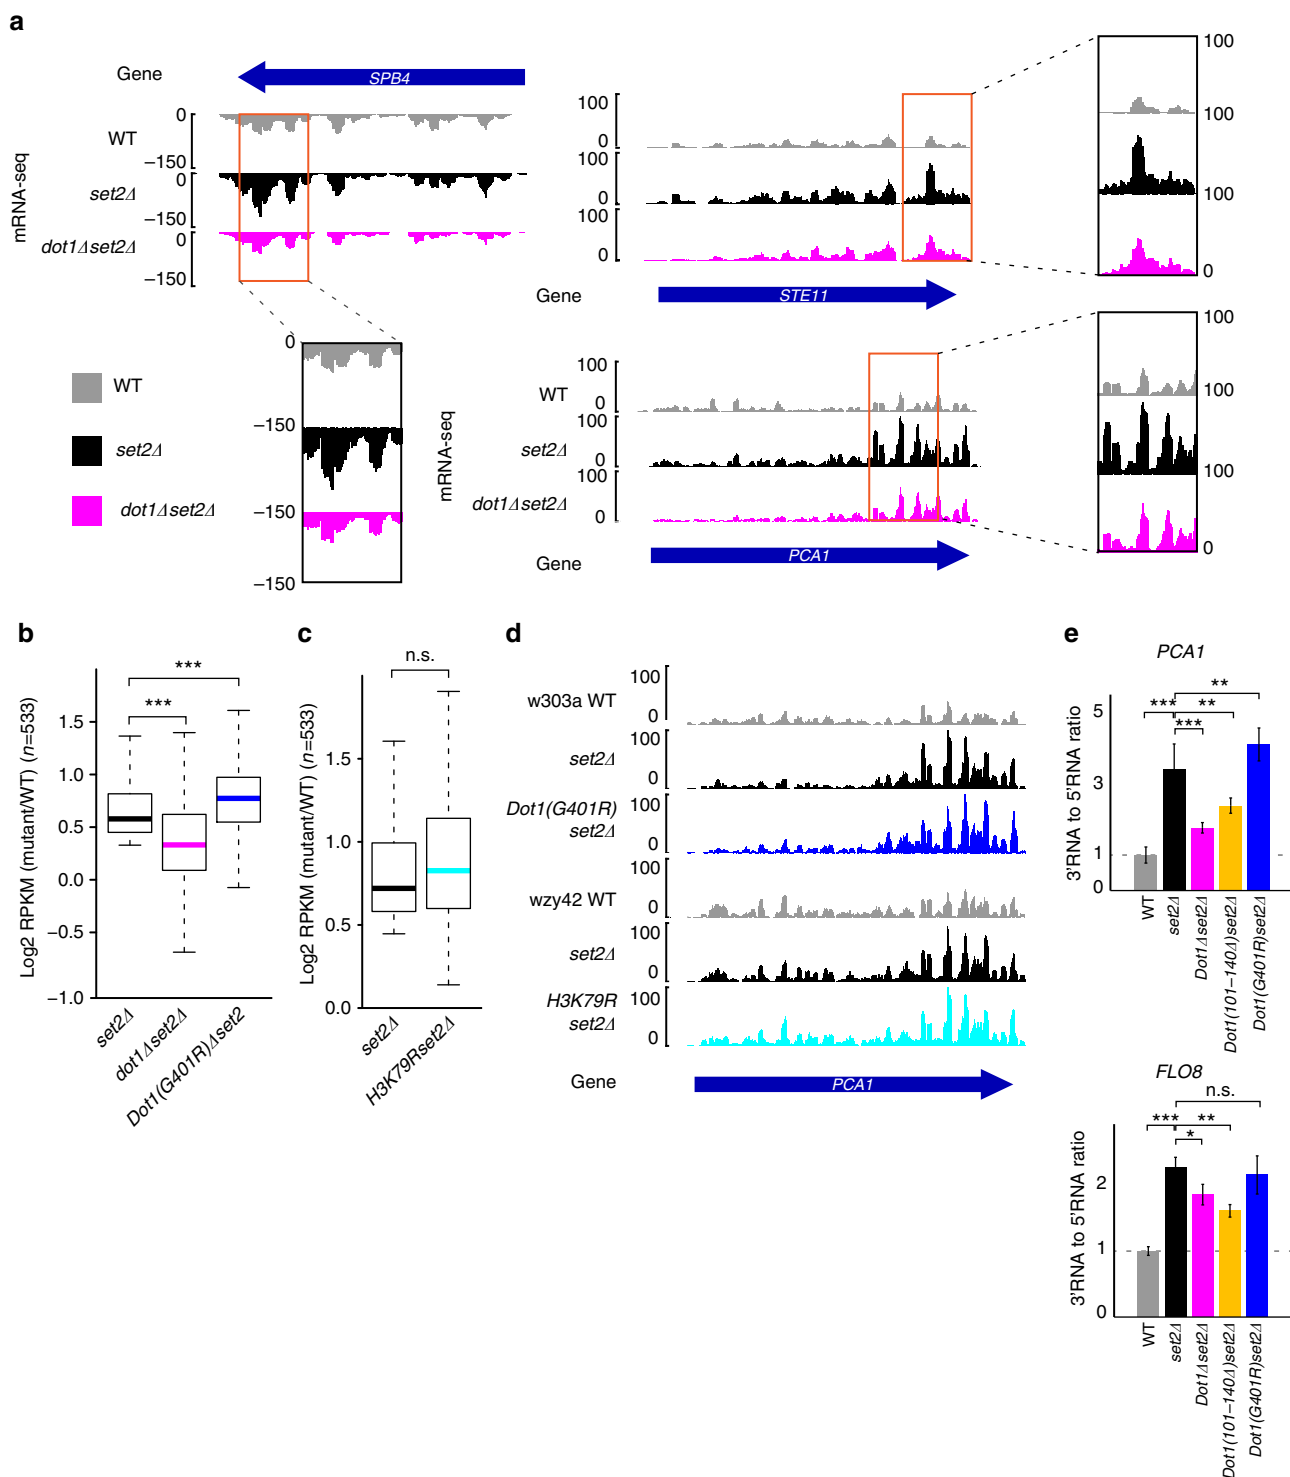 a
Gene
SPB4
mRNA-seq
WT
0
−150
set2Δ
0
−150
dot1Δset2Δ
0
−150
0
−150
−150
−150
WT
set2Δ
dot1Δset2Δ
100
0
100
0
100
0
Gene
STE11
100
100
100
0
mRNA-seq
WT
100
0
set2Δ
100
0
dot1Δset2Δ
100
0
Gene
PCA1
100
100
100
0
b
Log2 RPKM (mutant/WT) (n=533)
1.5
1.0
0.5
0.0
−0.5
−1.0
***
***
set2Δ
dot1Δset2Δ
Dot1(G401R)Δset2
c
Log2 RPKM (mutant/WT) (n=533)
n.s.
1.5
1.0
0.5
0.0
set2Δ
H3K79Rset2Δ
d
w303a WT
100
0
set2Δ
100
0
Dot1(G401R)
set2Δ
100
0
wzy42 WT
100
0
set2Δ
100
0
H3K79R
set2Δ
100
0
Gene
PCA1
e
PCA1
3'RNA to 5'RNA ratio
5
3
1
0
**
*** **
***
WT
set2Δ
Dot1Δset2Δ
Dot1(101–140Δ)set2Δ
Dot1(G401R)set2Δ
FLO8
3'RNA to 5'RNA ratio
n.s.
*** **
*
2
1
0
WT
set2Δ
Dot1Δset2Δ
Dot1(101–140Δ)set2Δ
Dot1(G401R)set2Δ